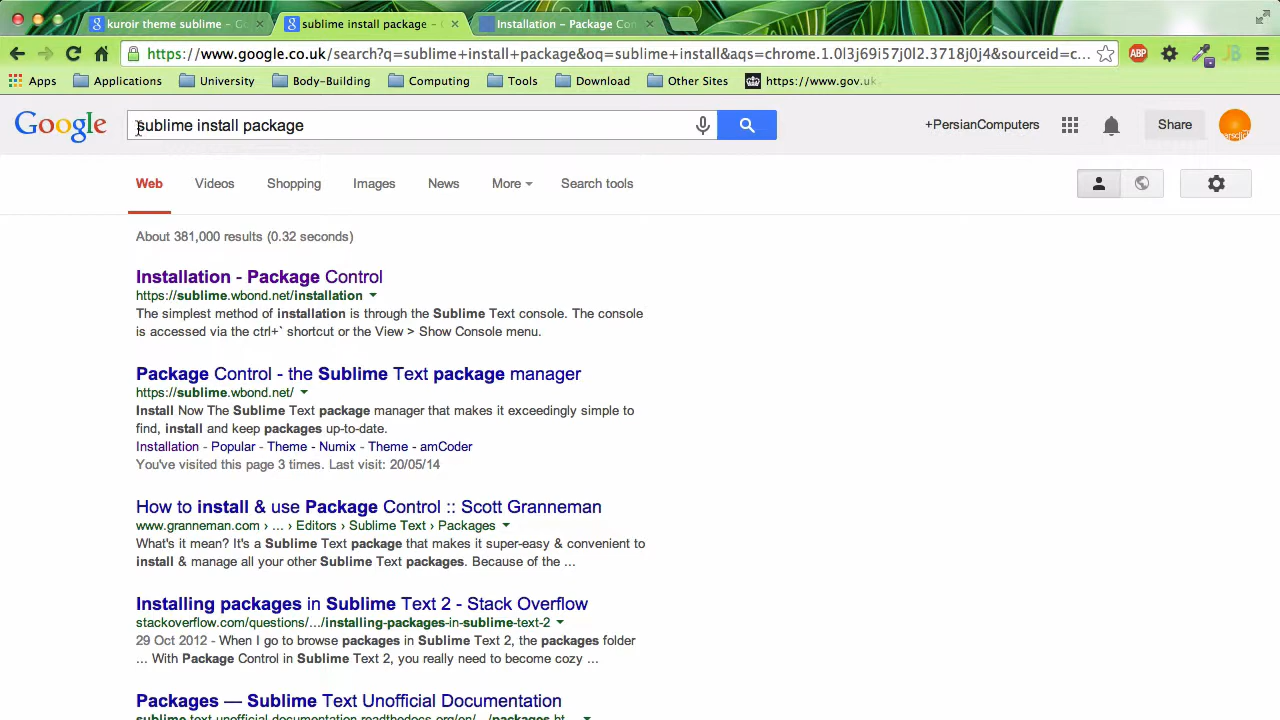 kuroir theme sublime - G
sublime install package -
Installation - Package Con
https://www.google.co.uk/search?q=sublime+install+package&oq=sublime+install&aqs=chrome.1.0l3j69i57j0l2.3718j0j4&sourceid=c...
ABP
JB
Apps
Applications
University
Body-Building
Computing
Tools
Download
Other Sites
https://www.gov.uk
Google
sublime install package
+PersianComputers
Share
Web
Videos
Shopping
Images
News
More
Search tools
About 381,000 results (0.32 seconds)
Installation - Package Control
https://sublime.wbond.net/installation
The simplest method of installation is through the Sublime Text console. The console
is accessed via the ctrl+` shortcut or the View > Show Console menu.
Package Control - the Sublime Text package manager
https://sublime.wbond.net/
Install Now The Sublime Text package manager that makes it exceedingly simple to
find, install and keep packages up-to-date.
Installation - Popular - Theme - Numix - Theme - amCoder
You've visited this page 3 times. Last visit: 20/05/14
How to install & use Package Control :: Scott Granneman
www.granneman.com › ... › Editors › Sublime Text › Packages
What's it mean? It's a Sublime Text package that makes it super-easy & convenient to
install & manage all your other Sublime Text packages. Because of the ...
Installing packages in Sublime Text 2 - Stack Overflow
stackoverflow.com/questions/.../installing-packages-in-sublime-text-2
29 Oct 2012 - When I go to browse packages in Sublime Text 2, the packages folder
... With Package Control in Sublime Text 2, you really need to become cozy ...
Packages — Sublime Text Unofficial Documentation
sublime-text-unofficial-documentation.readthedocs.org/en/.../packages.ht...